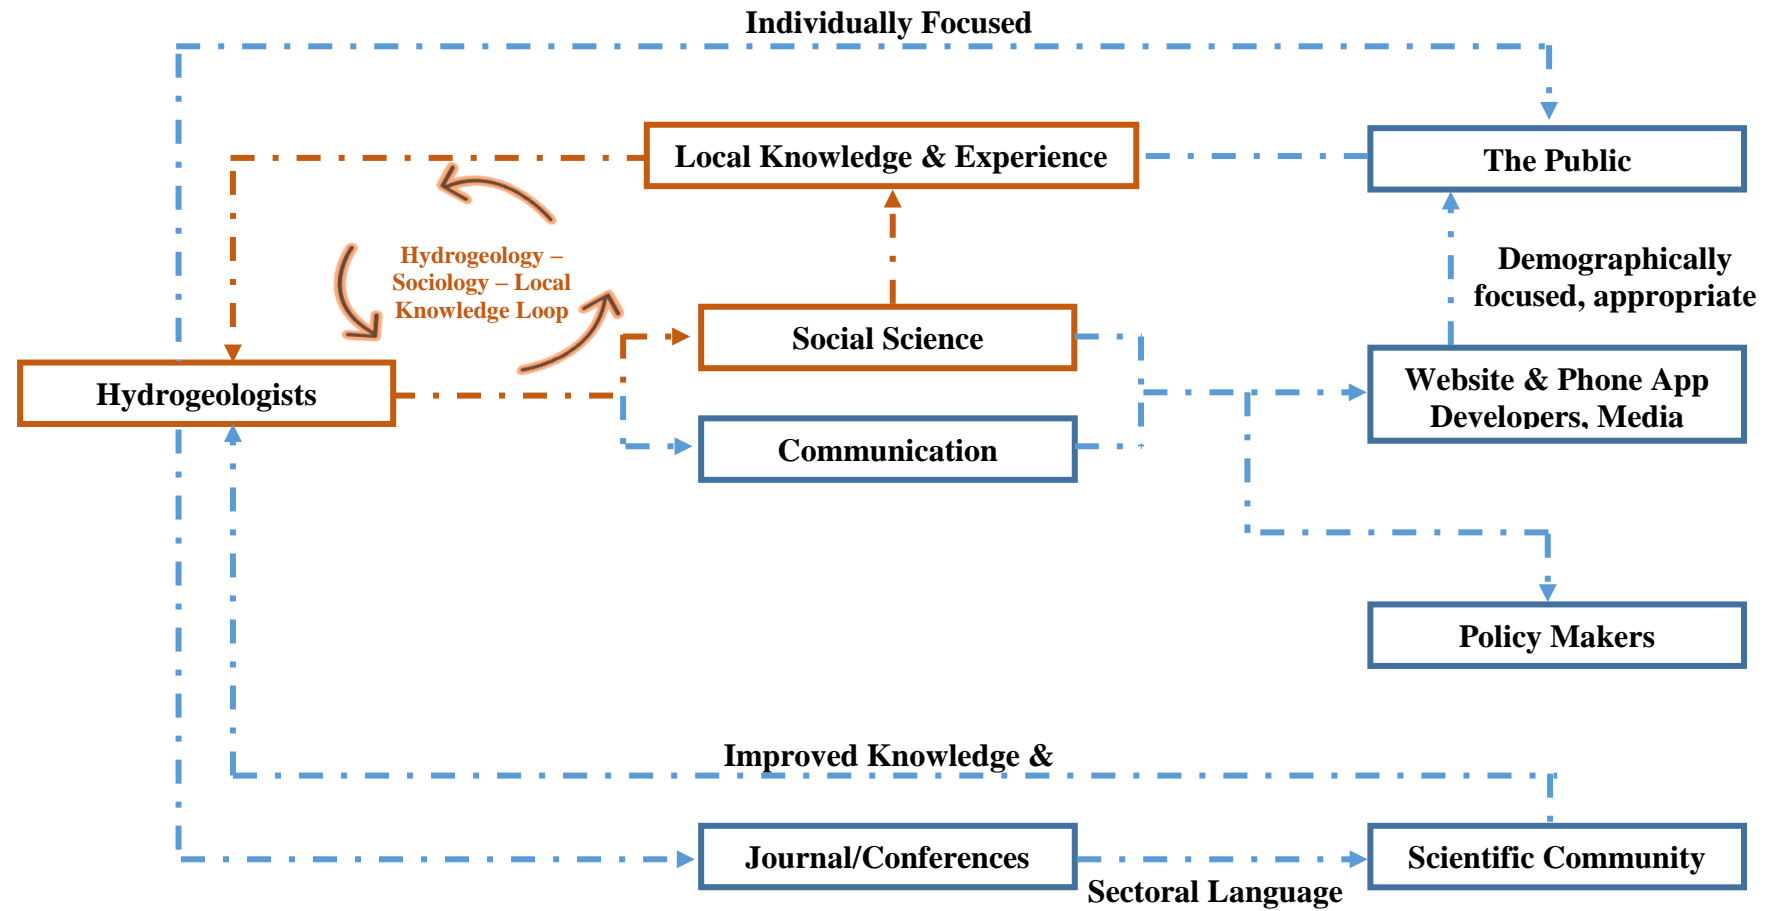 Individually Focused
Local Knowledge & Experience
The Public
Hydrogeology –
Sociology – Local
Knowledge Loop
Demographically
focused, appropriate
Social Science
Hydrogeologists
Website & Phone App
Developers, Media
Communication
Policy Makers
Improved Knowledge &
Journal/Conferences
Scientific Community
Sectoral Language